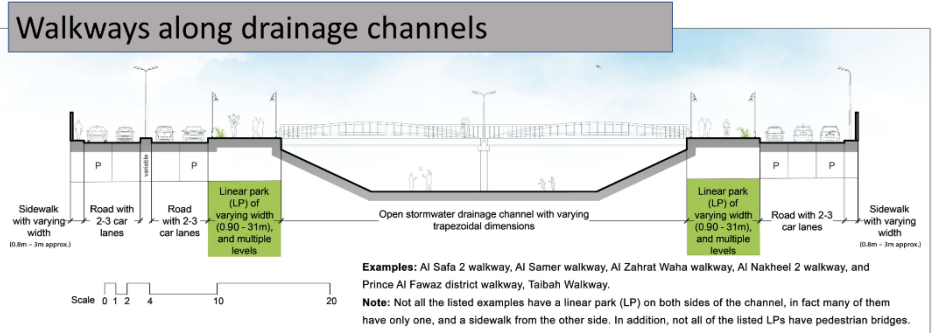 Walkways along drainage channels
P
variable
P
P
P
Sidewalk
with varying
width
(0.8m – 3m approx.)
Road with
2-3 car
lanes
Road
with 2-3
car lanes
Linear park
(LP) of
varying width
(0.90 - 31m),
and multiple
levels
Open stormwater drainage channel with varying
trapezoidal dimensions
Linear park
(LP) of
varying width
(0.90 - 31m),
and multiple
levels
Road with 2-3
car lanes
Sidewalk
with varying
width
(0.8m – 3m approx.)
Scale 0 1 2 4 10 20
Examples: Al Safa 2 walkway, Al Samer walkway, Al Zahrat Waha walkway, Al Nakheel 2 walkway, and
Prince Al Fawaz district walkway, Taibah Walkway.
Note: Not all the listed examples have a linear park (LP) on both sides of the channel, in fact many of them
have only one, and a sidewalk from the other side. In addition, not all of the listed LPs have pedestrian bridges.